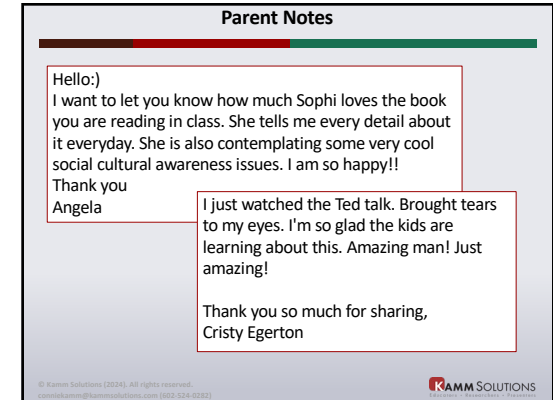 Parent Notes
Hello:)
I want to let you know how much Sophi loves the book
you are reading in class. She tells me every detail about
it everyday. She is also contemplating some very cool
social cultural awareness issues. I am so happy!!
Thank you
Angela
I just watched the Ted talk. Brought tears
to my eyes. I'm so glad the kids are
learning about this. Amazing man! Just
amazing!
Thank you so much for sharing,
Cristy Egerton
© Kamm Solutions (2024). All rights reserved.
conniekamm@kammsolutions.com (602-524-0282)
KAMM SOLUTIONS
Educators • Researchers • Presenters